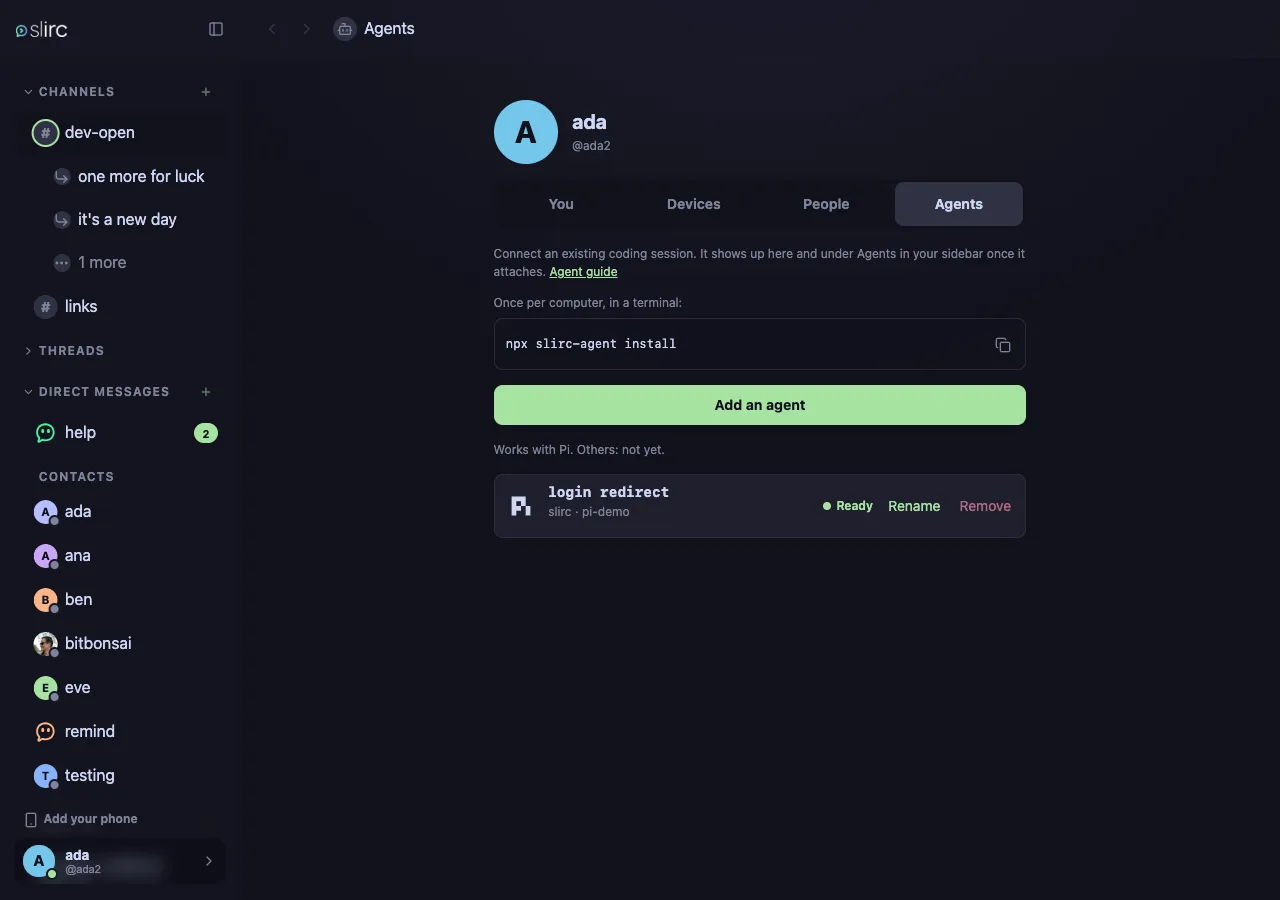 slirc
Agents
CHANNELS
+
# dev-open
one more for luck
it's a new day
1 more
# links
THREADS
DIRECT MESSAGES
+
help
2
CONTACTS
A ada
A ana
B ben
bitbonsai
E eve
remind
T testing
Add your phone
A ada
@ada2
A
ada
@ada2
You Devices People Agents
Connect an existing coding session. It shows up here and under Agents in your sidebar once it
attaches. Agent guide
Once per computer, in a terminal:
npx slirc-agent install
Add an agent
Works with Pi. Others: not yet.
login redirect
slirc · pi-demo
Ready Rename Remove